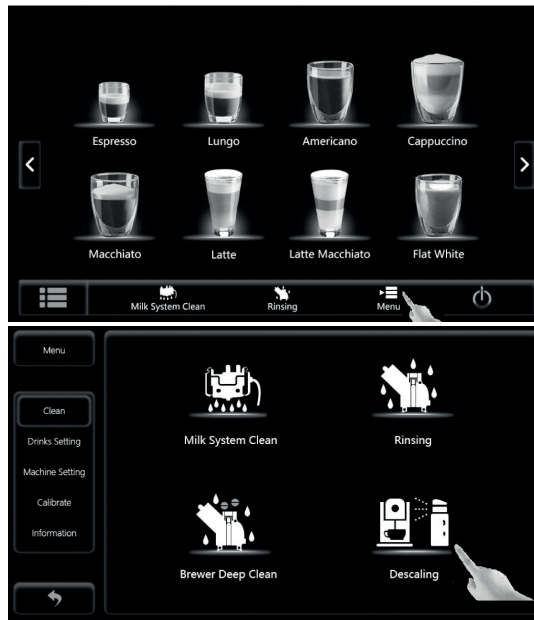 Espresso
Lungo
Americano
Cappuccino
Macchiato
Latte
Latte Macchiato
Flat White
Milk System Clean
Rinsing
Menu
Menu
Clean
Drinks Setting
Machine Setting
Calibrate
Information
Milk System Clean
Rinsing
Brewer Deep Clean
Descaling